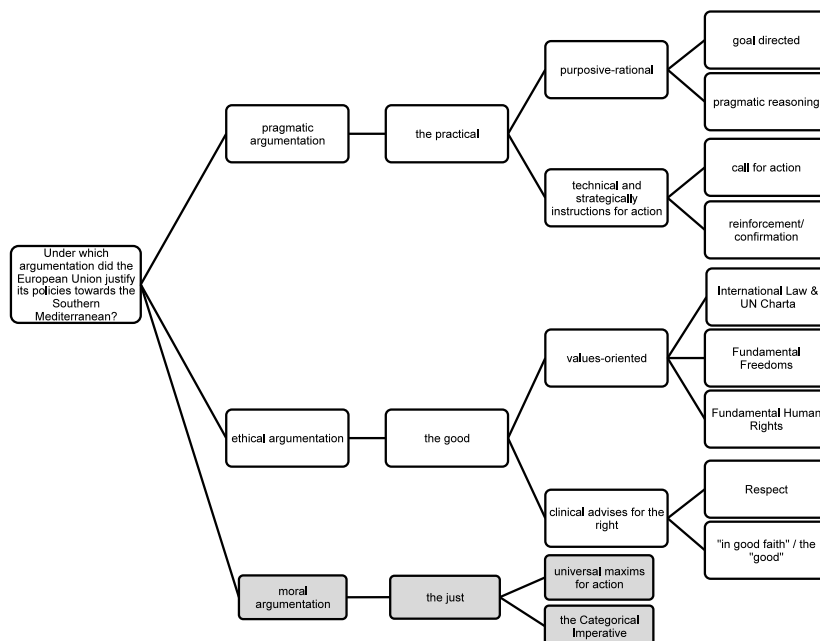 goal directed
purposive-rational
pragmatic reasoning
pragmatic
argumentation
the practical
call for action
technical and
strategically
instructions for action
reinforcement/
confirmation
Under which
argumentation did the
European Union justify
its policies towards the
Southern
Mediterranean?
International Law &
UN Charta
values-oriented
Fundamental
Freedoms
Fundamental Human
Rights
ethical argumentation
the good
Respect
clinical advises for the
right
"in good faith" / the
"good"
universal maxims
for action
moral
argumentation
the just
the Categorical
Imperative